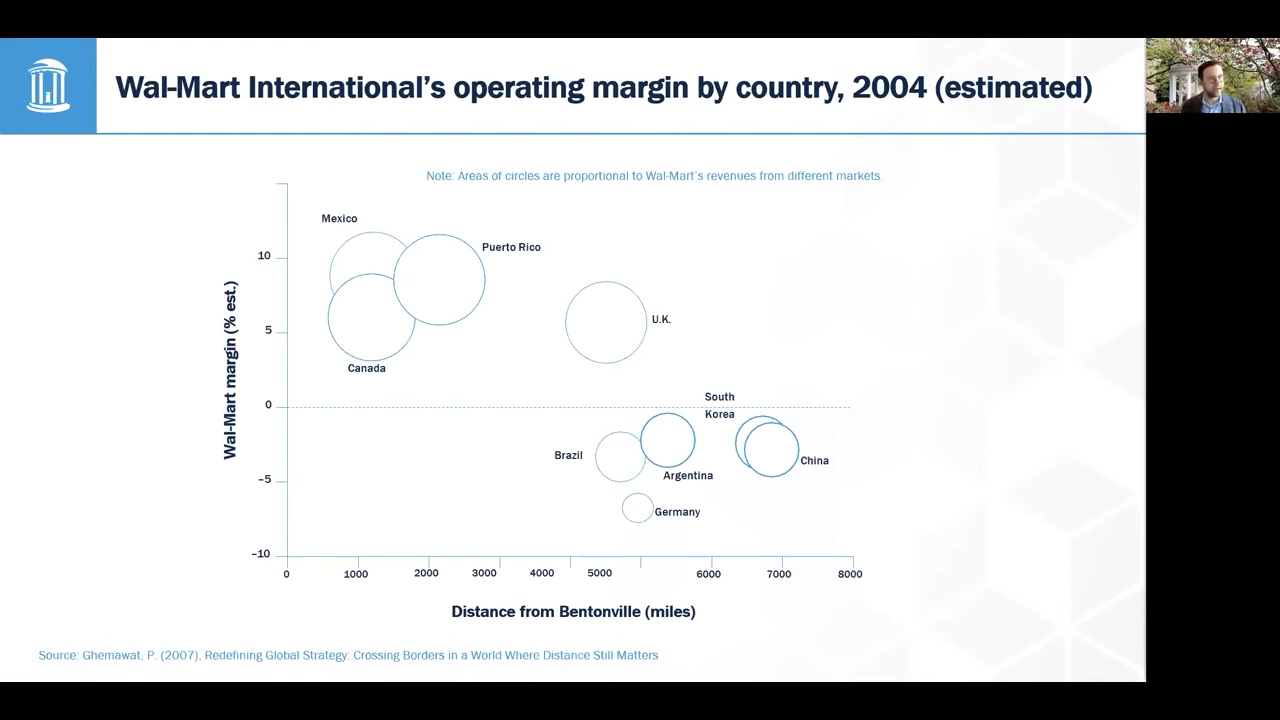 Wal-Mart International's operating margin by country, 2004 (estimated)
Note: Areas of circles are proportional to Wal-Mart's revenues from different markets.
Mexico
Puerto Rico
10
Wal-Mart margin (% est.)
5
U.K.
Canada
0
South
Korea
Brazil
China
Argentina
–5
Germany
–10
0 1000 2000 3000 4000 5000 6000 7000 8000
Distance from Bentonville (miles)
Source: Ghemawat, P. (2007), Redefining Global Strategy: Crossing Borders in a World Where Distance Still Matters